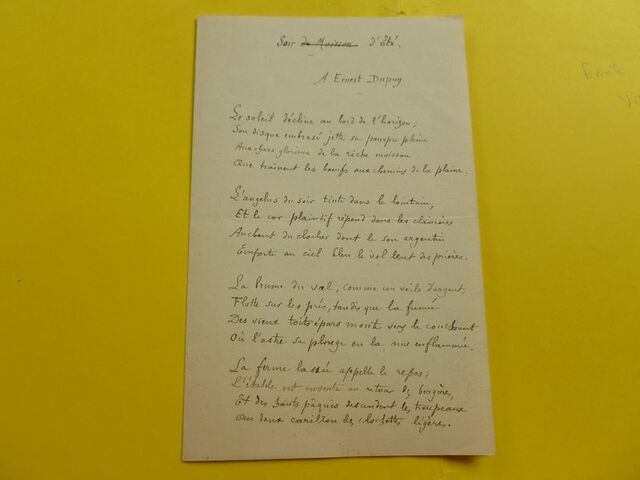 Soir de Moisson d'été.
A Ernest Dupuy
Le soleil décline au bord de l'horizon;
Son disque embrasé jette sa pourpre pleine
Aux chars glorieux de la riche moisson
Que traînent les bœufs aux chemins de la plaine.
L'angelus du soir tinte dans le lointain,
Et le cor plaintif répond dans les clairières
Au chant du clocher dont le son argentin
Emporte au ciel bleu le vol lent des prières.
La brume du val, comme un voile d'argent,
Flotte sur les prés, tandis que la fumée
Des vieux toits épars monte vers le couchant
Où l'astre se plonge en la nue enflammée.
La ferme lassée appelle le repos;
L'étable est ouverte au retour des bergères,
Et des hauts pâquis descendent les troupeaux
Au doux carillon des clochettes légères.